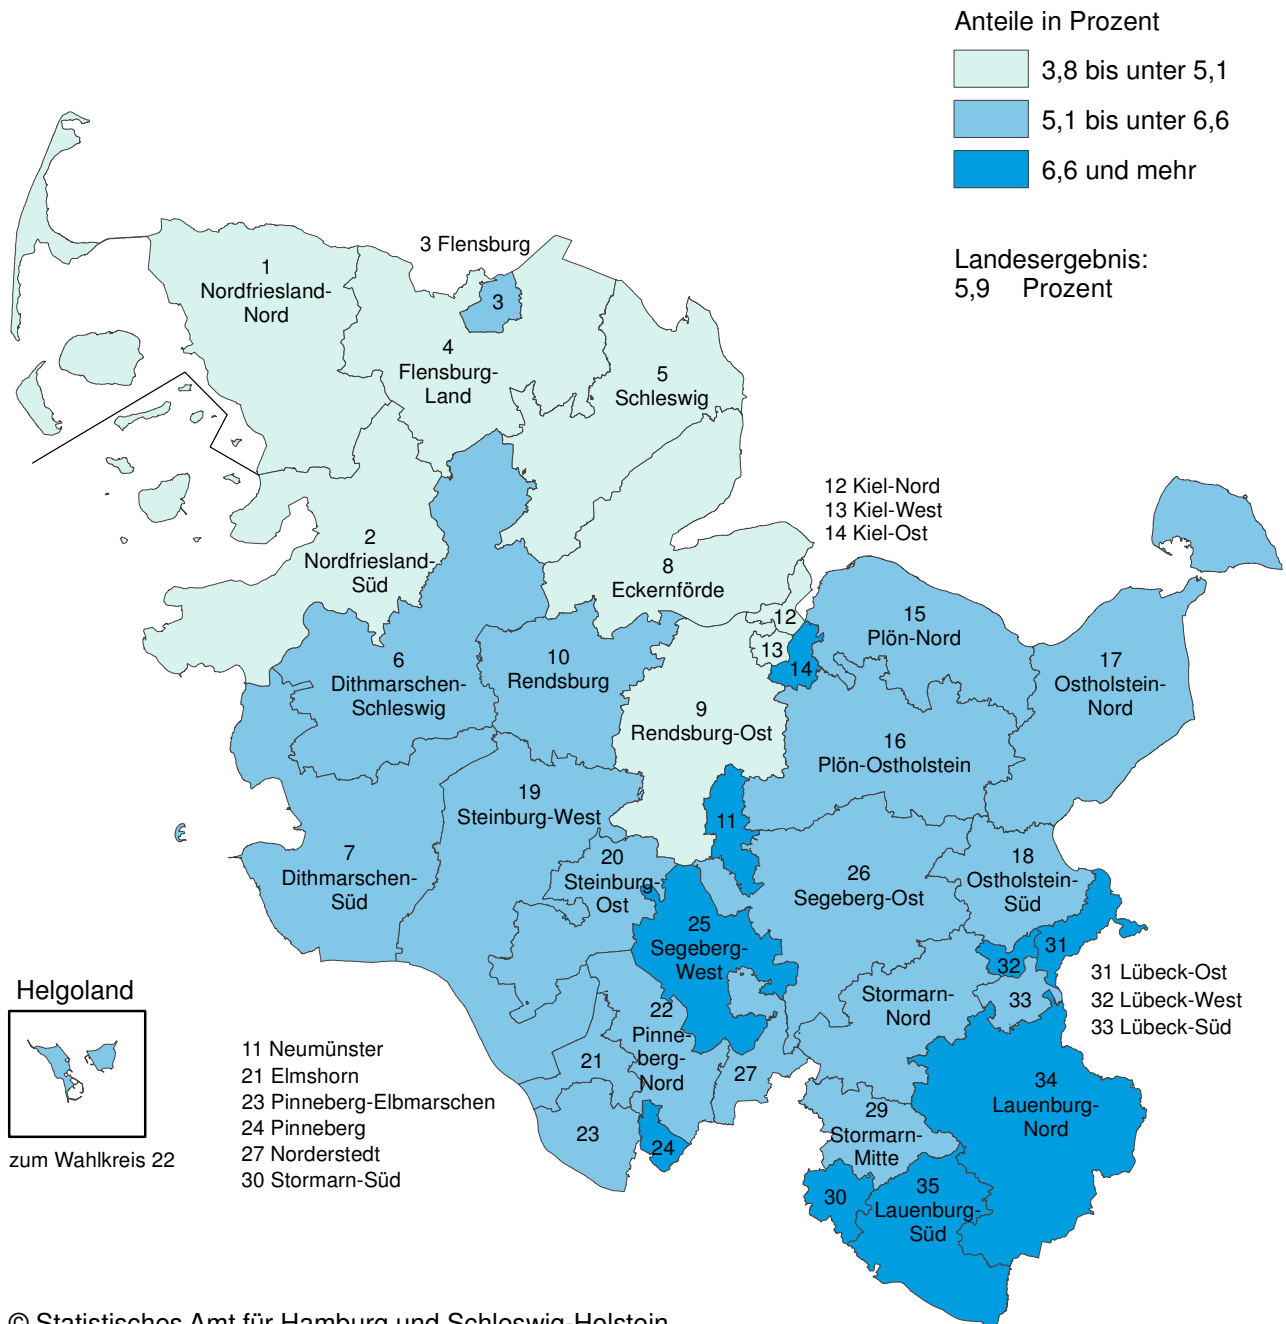 Anteile in Prozent
3,8 bis unter 5,1
5,1 bis unter 6,6
6,6 und mehr
Landesergebnis:
5,9 Prozent
3 Flensburg
1
Nordfriesland-
Nord
3
4
Flensburg-
Land
5
Schleswig
12 Kiel-Nord
13 Kiel-West
14 Kiel-Ost
2
Nordfriesland-
Süd
8
Eckernförde
12
13
14
15
Plön-Nord
17
Ostholstein-
Nord
6
Dithmarschen-
Schleswig
10
Rendsburg
9
Rendsburg-Ost
16
Plön-Ostholstein
19
Steinburg-West
11
7
Dithmarschen-
Süd
20
Steinburg-
Ost
26
Segeberg-Ost
18
Ostholstein-
Süd
25
Segeberg-
West
31
32
33
31 Lübeck-Ost
32 Lübeck-West
33 Lübeck-Süd
Stormarn-
Nord
Helgoland
zum Wahlkreis 22
22
Pinne-
berg-
Nord
21
27
23
24
11 Neumünster
21 Elmshorn
23 Pinneberg-Elbmarschen
24 Pinneberg
27 Norderstedt
30 Stormarn-Süd
34
Lauenburg-
Nord
29
Stormarn-
Mitte
30
35
Lauenburg-
Süd
© Statistisches Amt für Hamburg und Schleswig-Holstein